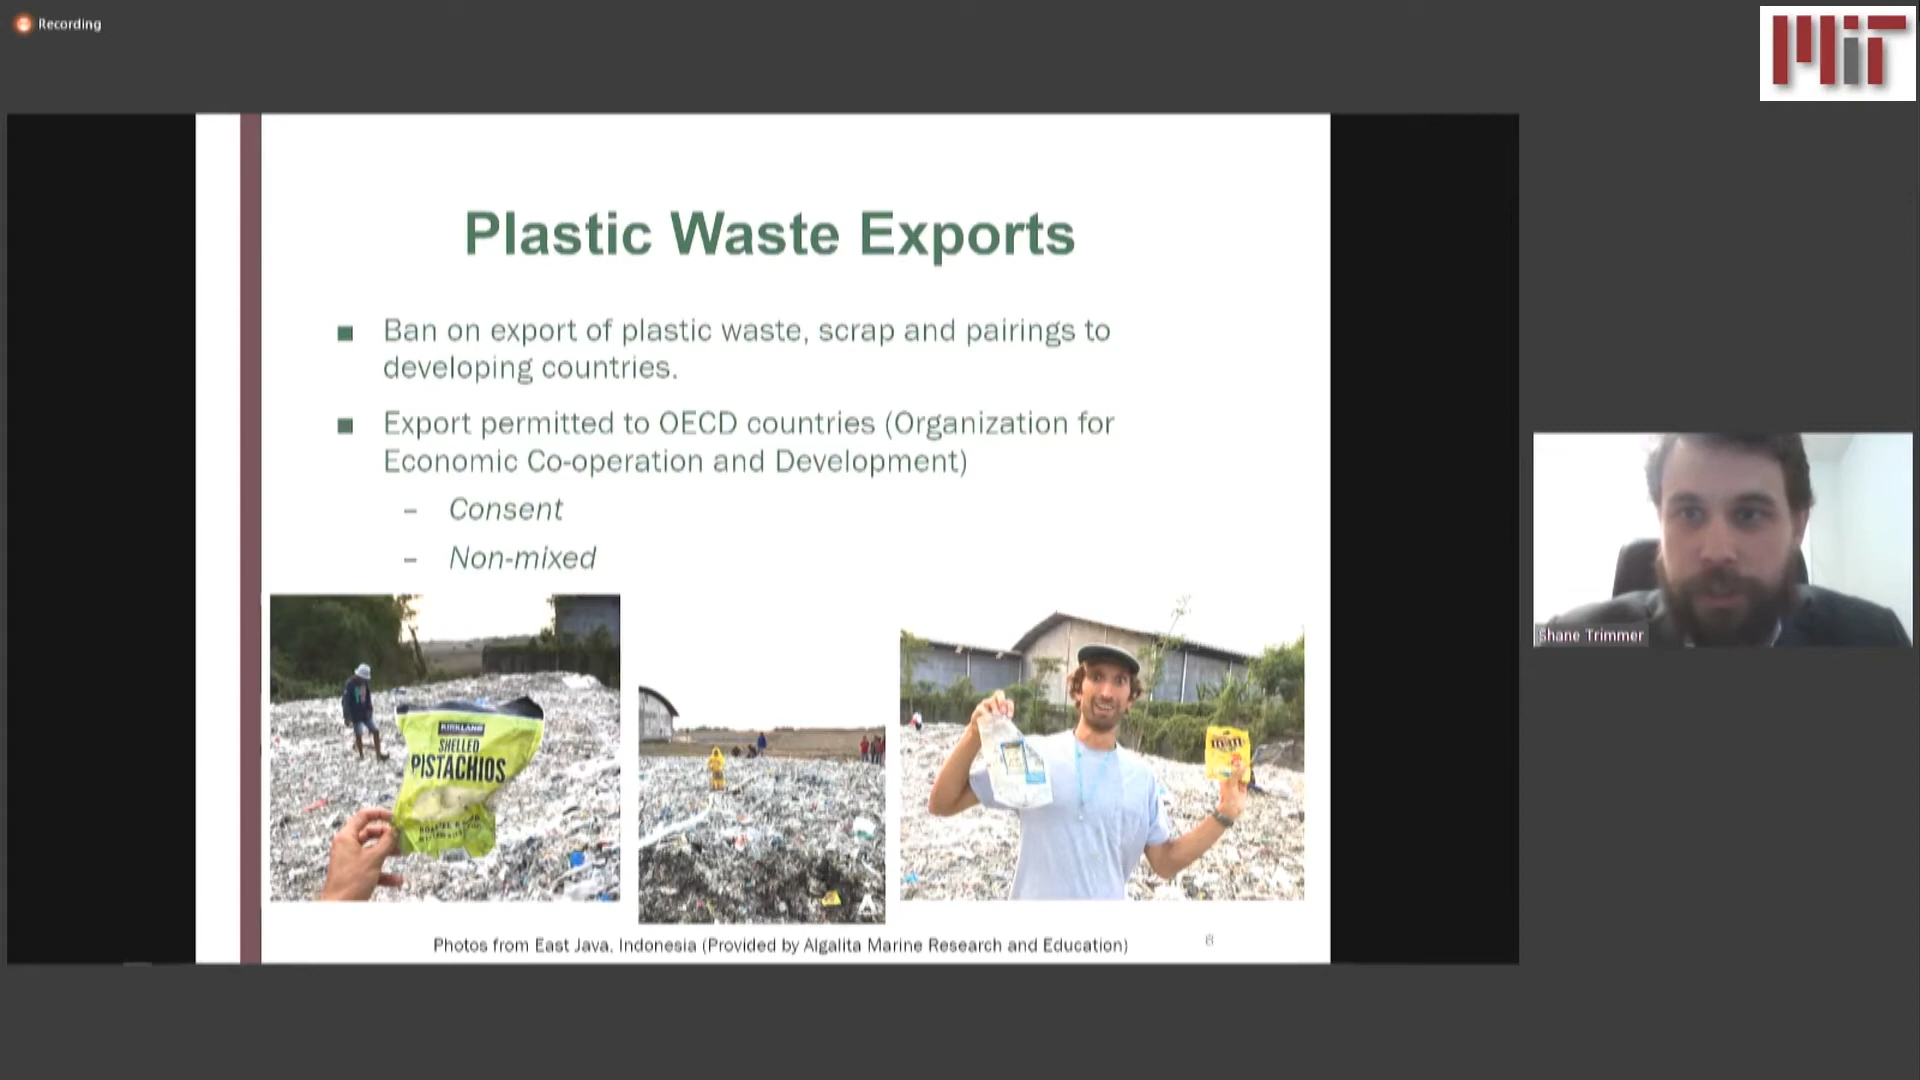 Recording
MIT
Plastic Waste Exports
■ Ban on export of plastic waste, scrap and pairings to
developing countries.
■ Export permitted to OECD countries (Organization for
Economic Co-operation and Development)
– Consent
– Non-mixed
KIRKLAND
SHELLED
PISTACHIOS
m&m's
Photos from East Java, Indonesia (Provided by Algalita Marine Research and Education)
8
Shane Trimmer